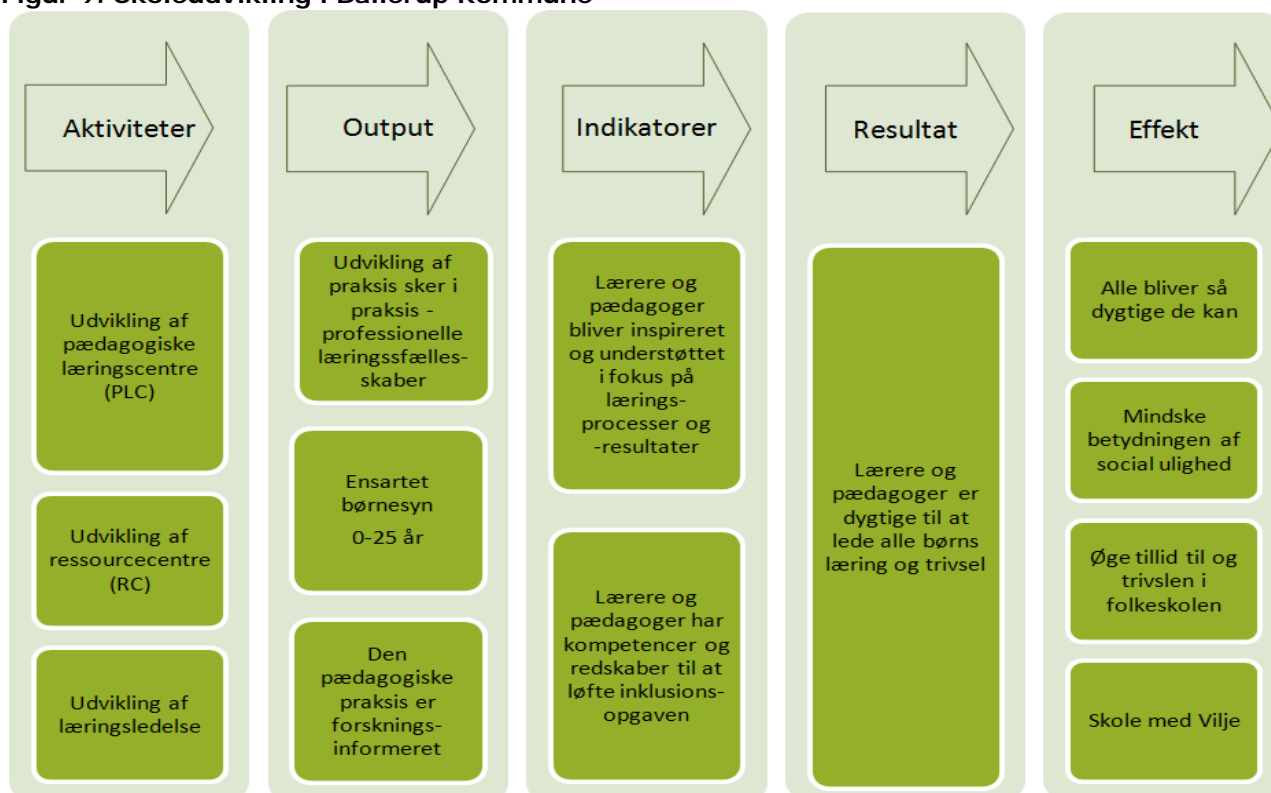 Aktiviteter
Udvikling af
pædagogiske
læringscentre
(PLC)
Udvikling af
ressourcecentre
(RC)
Udvikling af
læringsledelse
Output
Udvikling af
praksis sker i
praksis -
professionelle
læringssfælles-
skaber
Ensartet
børnesyn
0-25 år
Den
pædagogiske
praksis er
forsknings-
informeret
Indikatorer
Lærere og
pædagoger
bliver inspireret
og understøttet
i fokus på
lærings-
processer og
-resultater
Lærere og
pædagoger har
kompetencer og
redskaber til at
løfte inklusions-
opgaven
Resultat
Lærere og
pædagoger er
dygtige til at
lede alle børns
læring og trivsel
Effekt
Alle bliver så
dygtige de kan
Mindske
betydningen af
social ulighed
Øge tillid til og
trivslen i
folkeskolen
Skole med Vilje